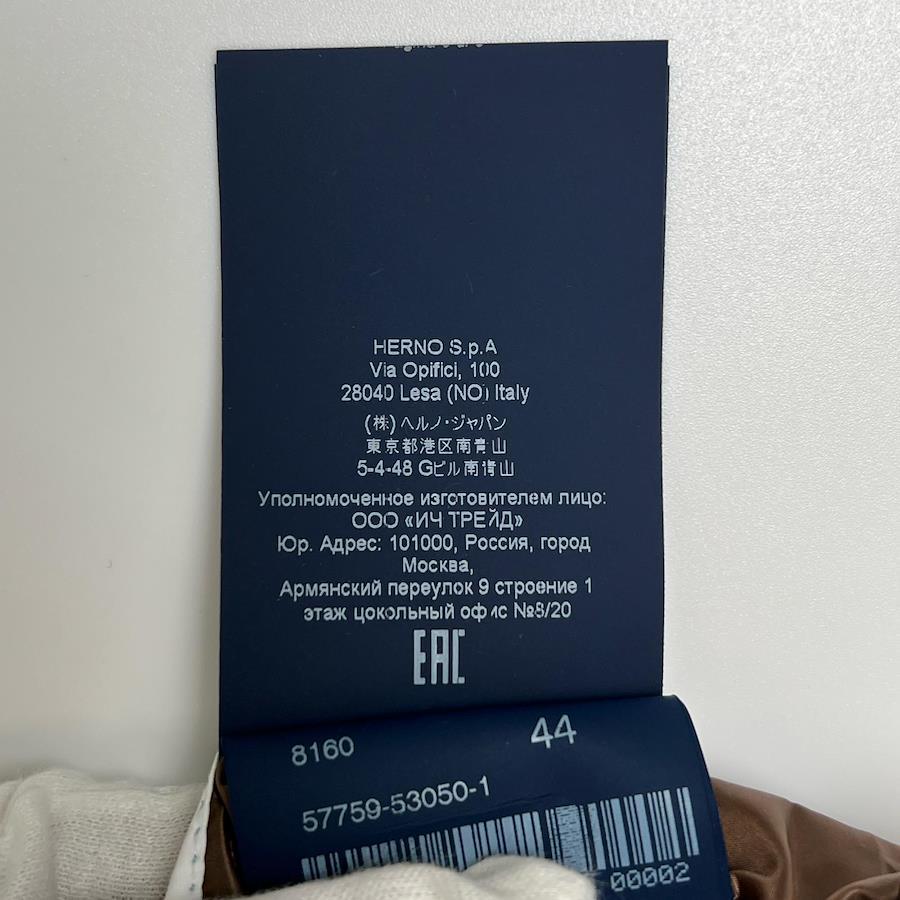 HERNO S.p.A
Via Opifici, 100
28040 Lesa (NO) Italy
(株)ヘルノ・ジャパン
東京都港区南青山
5-4-48 Gビル南青山
Уполномоченное изготовителем лицо:
ООО «ИЧ ТРЕЙД»
Юр. Адрес: 101000, Россия, город
Москва,
Армянский переулок 9 строение 1
этаж цокольный офис №8/20
EAC
8160 44
57759-53050-1
00002